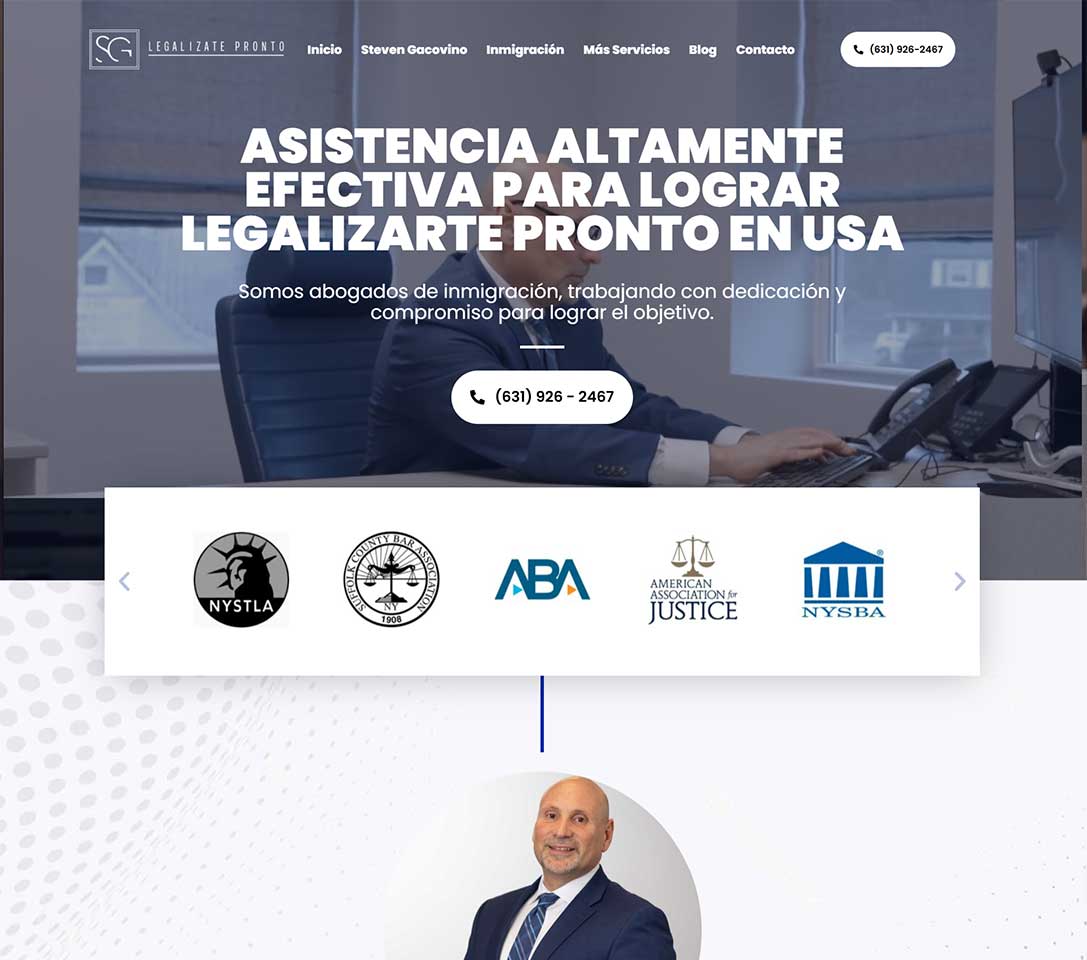 SG LEGALIZATE PRONTO
Inicio Steven Gacovino Inmigración Más Servicios Blog Contacto
(631) 926-2467
ASISTENCIA ALTAMENTE
EFECTIVA PARA LOGRAR
LEGALIZARTE PRONTO EN USA
Somos abogados de inmigración, trabajando con dedicación y
compromiso para lograr el objetivo.
(631) 926 - 2467
NYSTLA
SUFFOLK COUNTY BAR ASSOCIATION
NY
1908
ABA
AMERICAN
ASSOCIATION for
JUSTICE
NYSBA
®